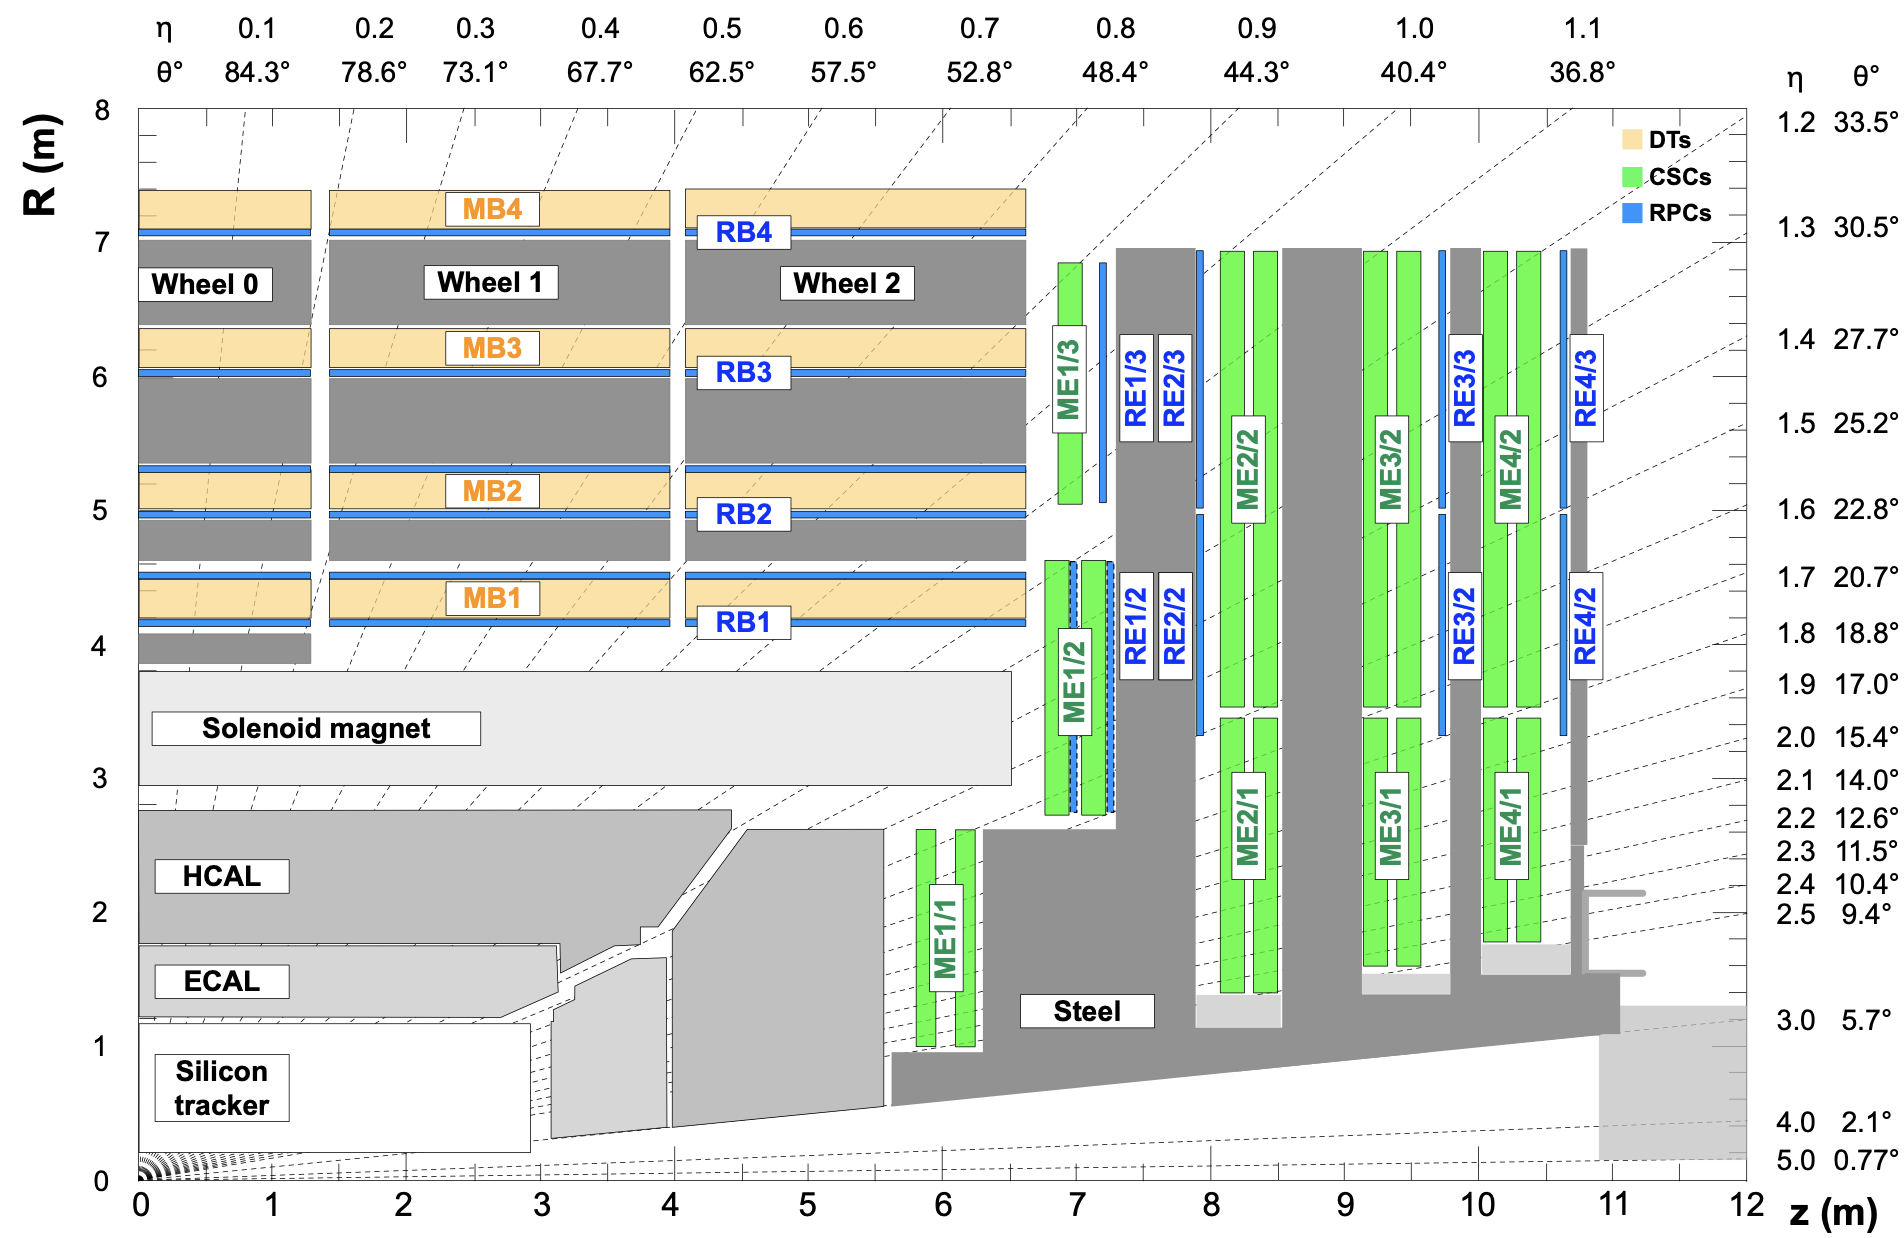 η 0.1 0.2 0.3 0.4 0.5 0.6 0.7 0.8 0.9 1.0 1.1
θ° 84.3° 78.6° 73.1° 67.7° 62.5° 57.5° 52.8° 48.4° 44.3° 40.4° 36.8°
η θ°
R (m)
8
7
6
5
4
3
2
1
0
1.2 33.5°
1.3 30.5°
1.4 27.7°
1.5 25.2°
1.6 22.8°
1.7 20.7°
1.8 18.8°
1.9 17.0°
2.0 15.4°
2.1 14.0°
2.2 12.6°
2.3 11.5°
2.4 10.4°
2.5 9.4°
3.0 5.7°
4.0 2.1°
5.0 0.77°
DTs
CSCs
RPCs
MB4
RB4
Wheel 0
Wheel 1
Wheel 2
MB3
RB3
MB2
RB2
MB1
RB1
ME1/3
RE1/3
RE2/3
ME2/2
ME3/2
RE3/3
ME4/2
RE4/3
ME1/2
RE1/2
RE2/2
RE3/2
RE4/2
Solenoid magnet
HCAL
ECAL
Silicon
tracker
ME1/1
ME2/1
ME3/1
ME4/1
Steel
0 1 2 3 4 5 6 7 8 9 10 11 12
z (m)